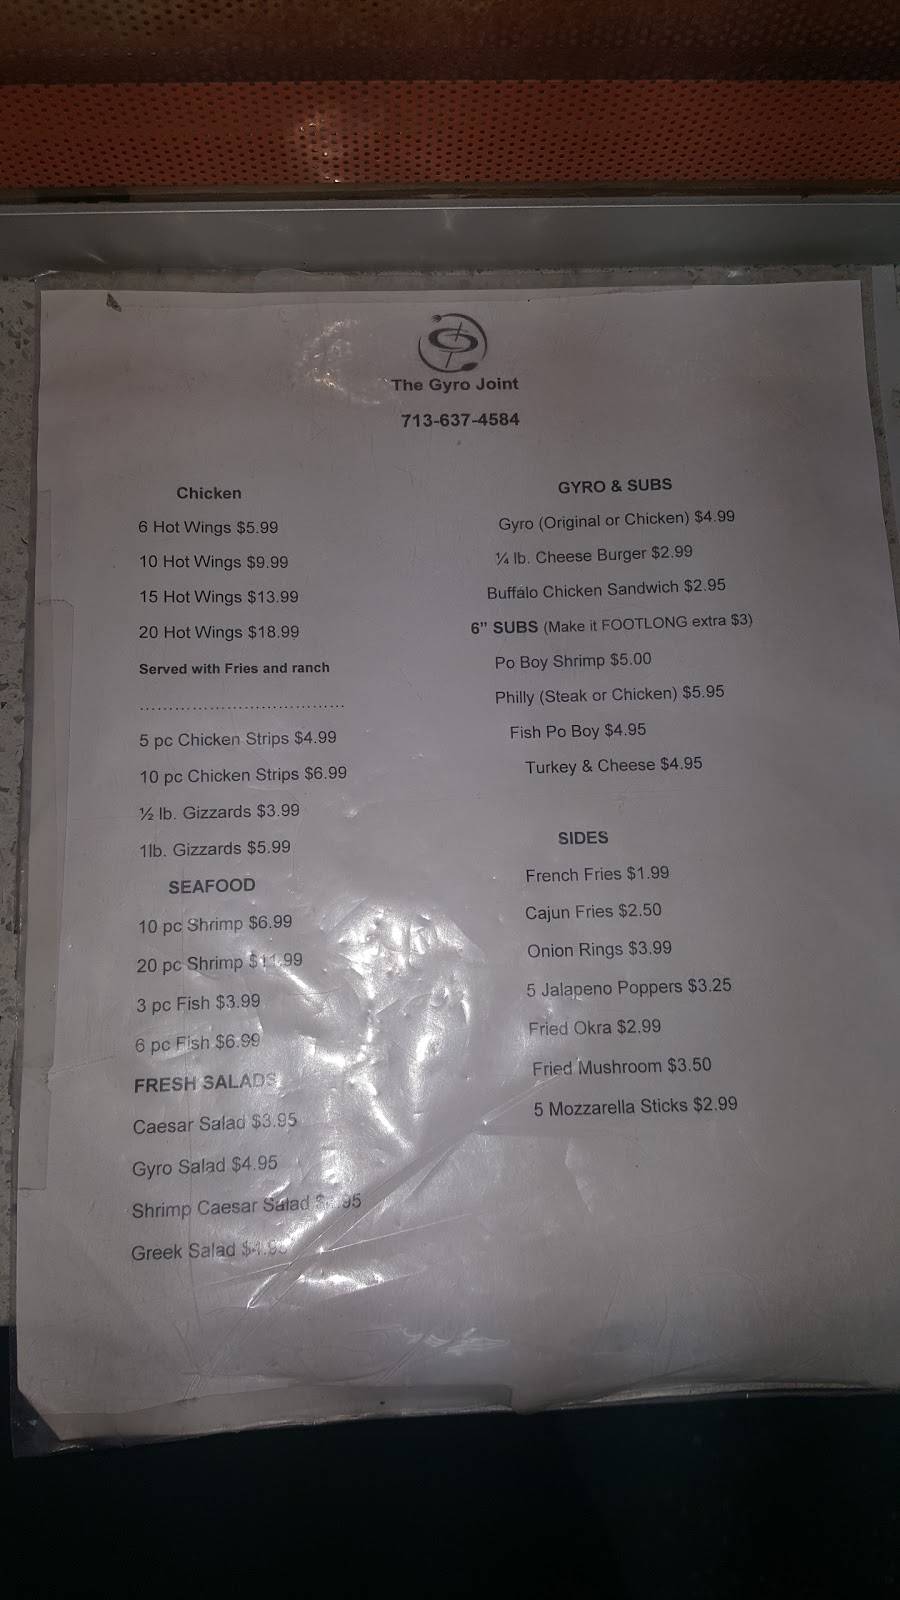 The Gyro Joint
713-637-4584
Chicken
6 Hot Wings $5.99
10 Hot Wings $9.99
15 Hot Wings $13.99
20 Hot Wings $18.99
Served with Fries and ranch
...................................
5 pc Chicken Strips $4.99
10 pc Chicken Strips $6.99
½ lb. Gizzards $3.99
1lb. Gizzards $5.99
SEAFOOD
10 pc Shrimp $6.99
20 pc Shrimp $11.99
3 pc Fish $3.99
6 pc Fish $6.99
FRESH SALADS
Caesar Salad $3.95
Gyro Salad $4.95
Shrimp Caesar Salad
Greek Salad
GYRO & SUBS
Gyro (Original or Chicken) $4.99
¼ lb. Cheese Burger $2.99
Buffalo Chicken Sandwich $2.95
6” SUBS (Make it FOOTLONG extra $3)
Po Boy Shrimp $5.00
Philly (Steak or Chicken) $5.95
Fish Po Boy $4.95
Turkey & Cheese $4.95
SIDES
French Fries $1.99
Cajun Fries $2.50
Onion Rings $3.99
5 Jalapeno Poppers $3.25
Fried Okra $2.99
Fried Mushroom $3.50
5 Mozzarella Sticks $2.99